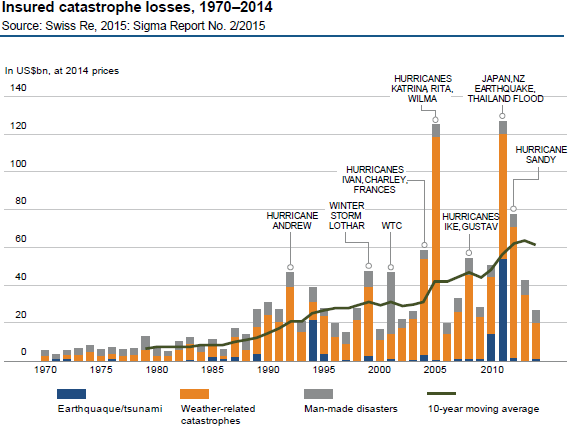 Insured catastrophe losses, 1970–2014
Source: Swiss Re, 2015: Sigma Report No. 2/2015
In US$bn, at 2014 prices
140
120
100
80
60
40
20
0
HURRICANE
ANDREW
WINTER
STORM
LOTHAR
WTC
HURRICANES
IVAN, CHARLEY,
FRANCES
HURRICANES
KATRINA, RITA,
WILMA
HURRICANES
IKE, GUSTAV
JAPAN,NZ
EARTHQUAKE,
THAILAND FLOOD
HURRICANE
SANDY
1970 1975 1980 1985 1990 1995 2000 2005 2010
Earthquaque/tsunami
Weather-related
catastrophes
Man-made disasters
10-year moving average